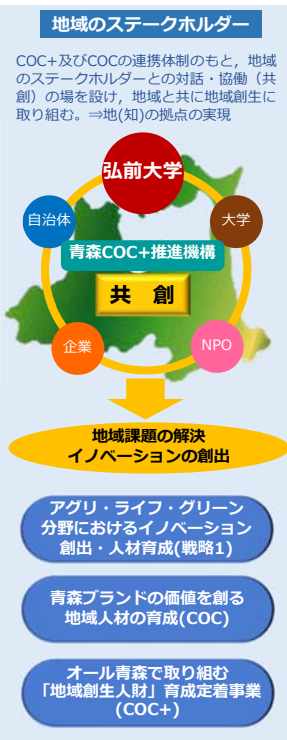 地域のステークホルダー
COC+及びCOCの連携体制のもと，地域
のステークホルダーとの対話・協働（共
創）の場を設け，地域と共に地域創生に
取り組む。⇒地(知)の拠点の実現
弘前大学
自治体
大学
青森COC+推進機構
共　創
企業
NPO
地域課題の解決
イノベーションの創出
アグリ・ライフ・グリーン
分野におけるイノベーション
創出・人材育成(戦略1)
青森ブランドの価値を創る
地域人材の育成(COC)
オール青森で取り組む
「地域創生人財」育成定着事業
(COC+)